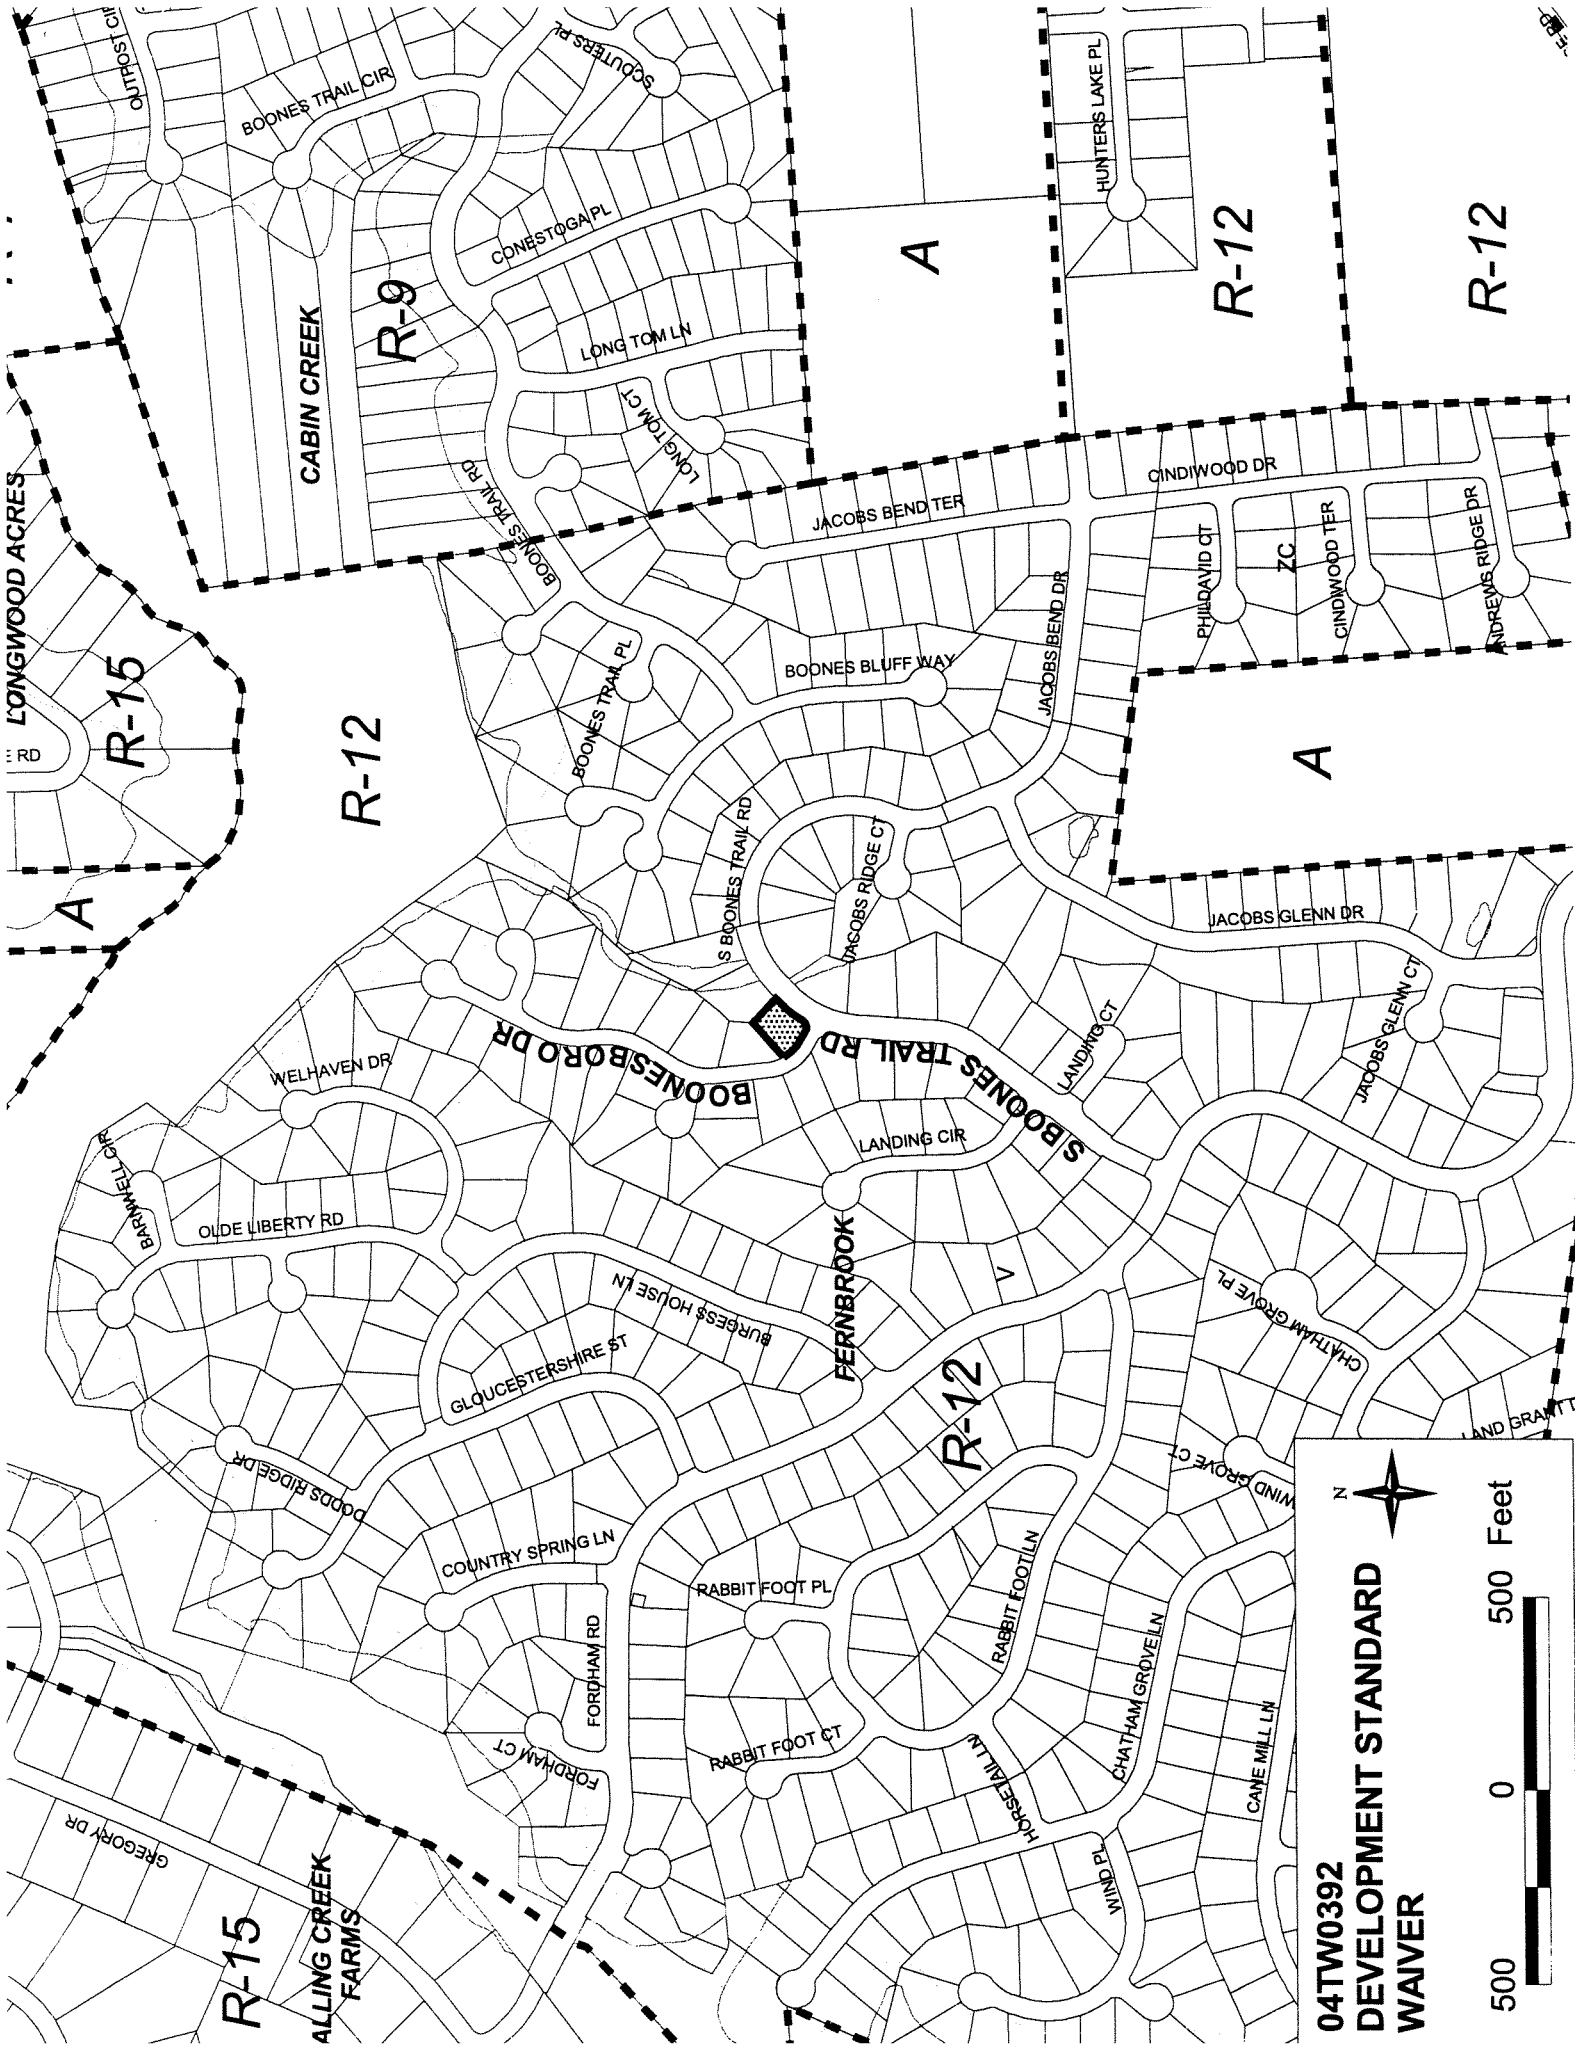 OUTPOST CIR
BOONES TRAIL CIR
SCOUTERS PL
HUNTERS LAKE PL
CONESTOGA PL
R-9
CABIN CREEK
LONG TOM LN
LONG TOM CT
A
R-12
R-12
LONGWOOD ACRES
R-15
E RD
BOONES TRAIL RD
BOONES TRAIL RD
JACOBS BEND TER
CINDIWOOD DR
PHILDAVID CT
ZC
CINDIWOOD TER
ANDREWS RIDGE DR
R-12
BOONES TRAIL PL
BOONES BLUFF WAY
JACOBS BEND DR
A
A
S BOONES TRAIL RD
JACOBS RIDGE CT
JACOBS GLENN DR
JACOBS GLENN CT
WELHAVEN DR
BOONESBORO DR
S BOONES TRAIL RD
LANDING CT
LANDING CIR
BARNWELL CIR
OLDE LIBERTY RD
BURGESS HOUSE LN
FERNBROOK
V
CHATHAM GROVE PL
GLOUCESTERSHIRE ST
R-12
DODDS RIDGE DR
WIND GROVE CT
LAND GRANT T
COUNTRY SPRING LN
RABBIT FOOT PL
RABBIT FOOT LN
FORDHAM RD
FORDHAM CT
RABBIT FOOT CT
HORSETAIL LN
CHATHAM GROVE LN
CANE MILL LN
WIND PL
GREGORY DR
R-15
ALLING CREEK
FARMS
04TW0392
DEVELOPMENT STANDARD
WAIVER
N
500 0 500 Feet